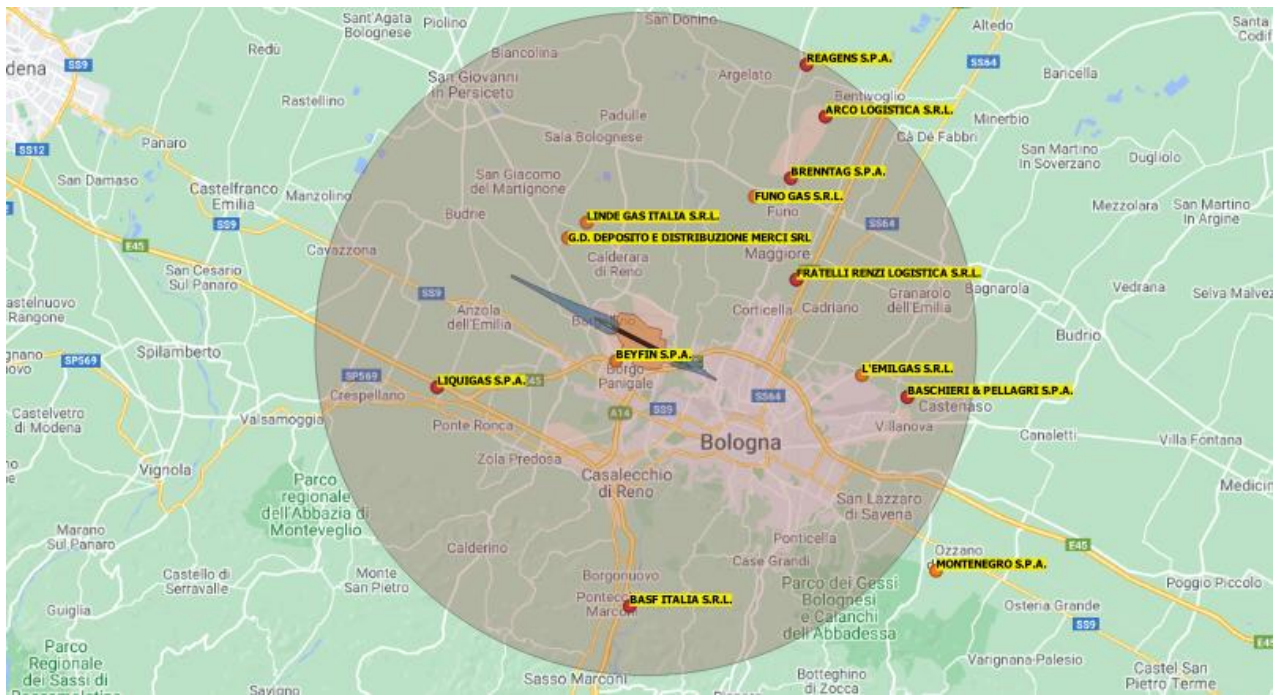 Sant'Agata
Bolognese
Piolino
San Donino
Altedo
Santa
Codif
Redù
Biancolina
REAGENS S.P.A.
SS64
dena
SS9
San Giovanni
in Persiceto
Argelato
Bentivoglio
Baricella
Rastellino
Padulle
ARCO LOGISTICA S.R.L.
Minerbio
Sala Bolognese
Cà De Fabbri
SS12
Panaro
San Martino
In Soverzano
Dugliolo
San Damaso
Castelfranco
Emilia
Manzolino
San Giacomo
del Martignone
BRENNTAG S.P.A.
FUNO GAS S.R.L.
Funo
Mezzolara
San Martino
in Argine
SS9
Budrie
LINDE GAS ITALIA S.R.L.
SS64
G.D. DEPOSITO E DISTRIBUZIONE MERCI SRL
E45
Cavazzona
Calderara
di Reno
Maggiore
San Cesario
Sul Panaro
FRATELLI RENZI LOGISTICA S.R.L.
Bagnarola
Vedrana
Selva Malvez
SS9
Anzola
dell'Emilia
Corticella
Cadriano
Granarolo
dell'Emilia
astelnuovo
Rangone
Budrio
Spilamberto
SP569
BEYFIN S.P.A.
Borgo
Panigale
L'EMILGAS S.R.L.
SP569
LIQUIGAS S.P.A.
45
Crespellano
BASCHIERI & PELLAGRI S.P.A.
Castenaso
SS64
Castelvetro
di Modena
Valsamoggia
A14
SS9
Ponte Ronca
Villanova
Canaletti
Villa Fontana
Bologna
Vignola
Zola Predosa
Casalecchio
di Reno
Parco
regionale
dell'Abbazia di
Monteveglio
Medicin
San Lazzaro
di Savena
Marano
Sul Panaro
Calderino
Ponticella
E45
Case Grandi
Ozzano
MONTENEGRO S.P.A.
Castello di
Serravalle
Monte
San Pietro
Borgonuovo
Parco dei Gessi
Bolognesi
e Calanchi
dell'Abbadessa
Poggio Piccolo
Guiglia
BASF ITALIA S.R.L.
Marconi
Osteria Grande
SS9
E45
Parco
Regionale
dei Sassi di
Varignana-Palesio
Castel San
Pietro Terme
Savigno
Sasso Marconi
Botteghino
di Zocca